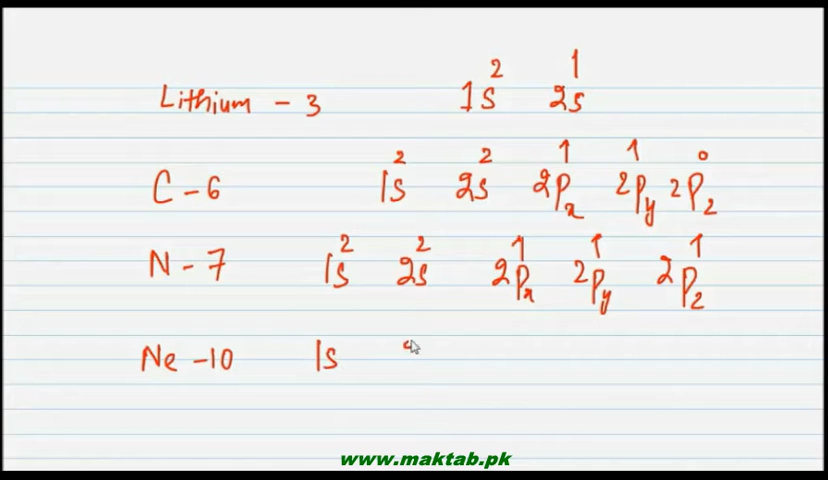 Lithium - 3 1s² 2s¹
C - 6 1s² 2s² 2Px¹ 2Py¹ 2Pz⁰
N - 7 1s² 2s² 2Px¹ 2Py¹ 2Pz¹
Ne - 10 1s
www.maktab.pk